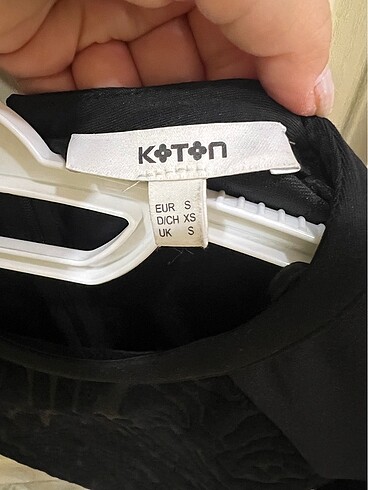 KOTON
EUR S
D/CH XS
UK S